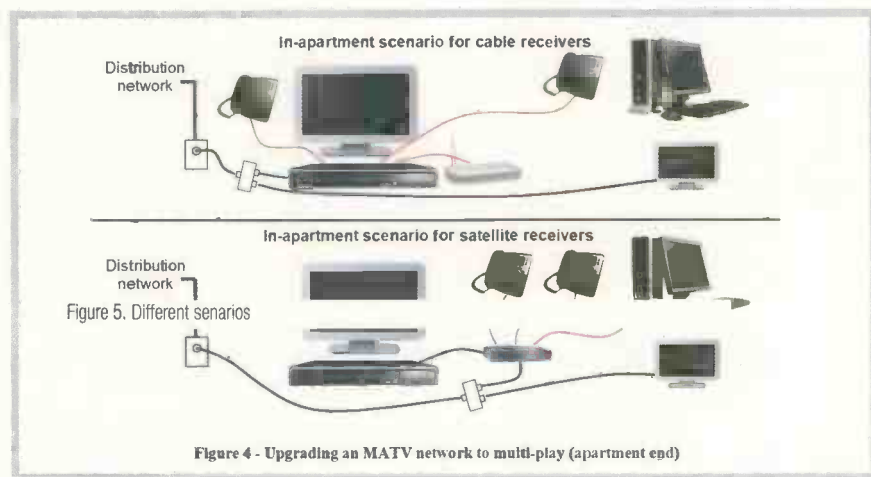 In-apartment scenario for cable receivers
Distribution
network
In-apartment scenario for satellite receivers
Distribution
network
Figure 5. Different senarios
Figure 4 - Upgrading an MATV network to multi-play (apartment end)